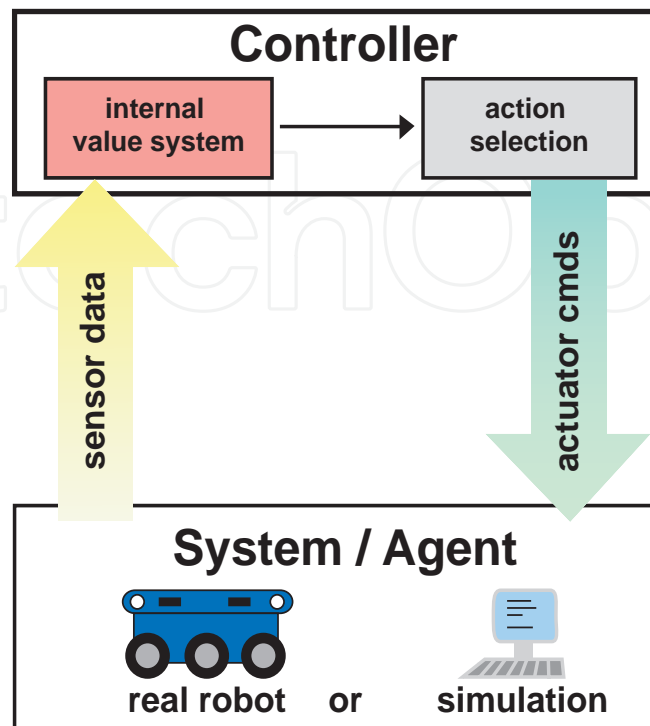 Controller
internal
value system
action
selection
sensor data
actuator cmds
System / Agent
real robot or simulation